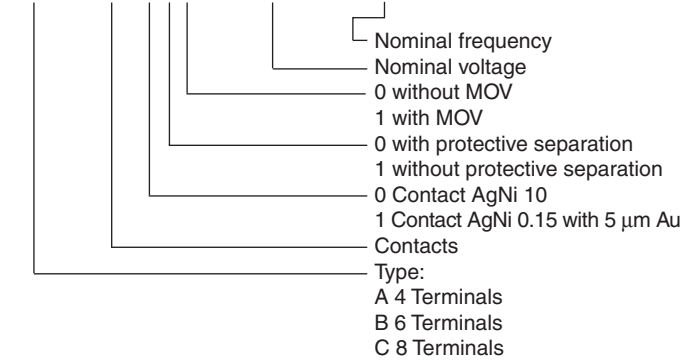 Nominal frequency
Nominal voltage
0 without MOV
1 with MOV
0 with protective separation
1 without protective separation
0 Contact AgNi 10
1 Contact AgNi 0.15 with 5 μm Au
Contacts
Type:
A 4 Terminals
B 6 Terminals
C 8 Terminals